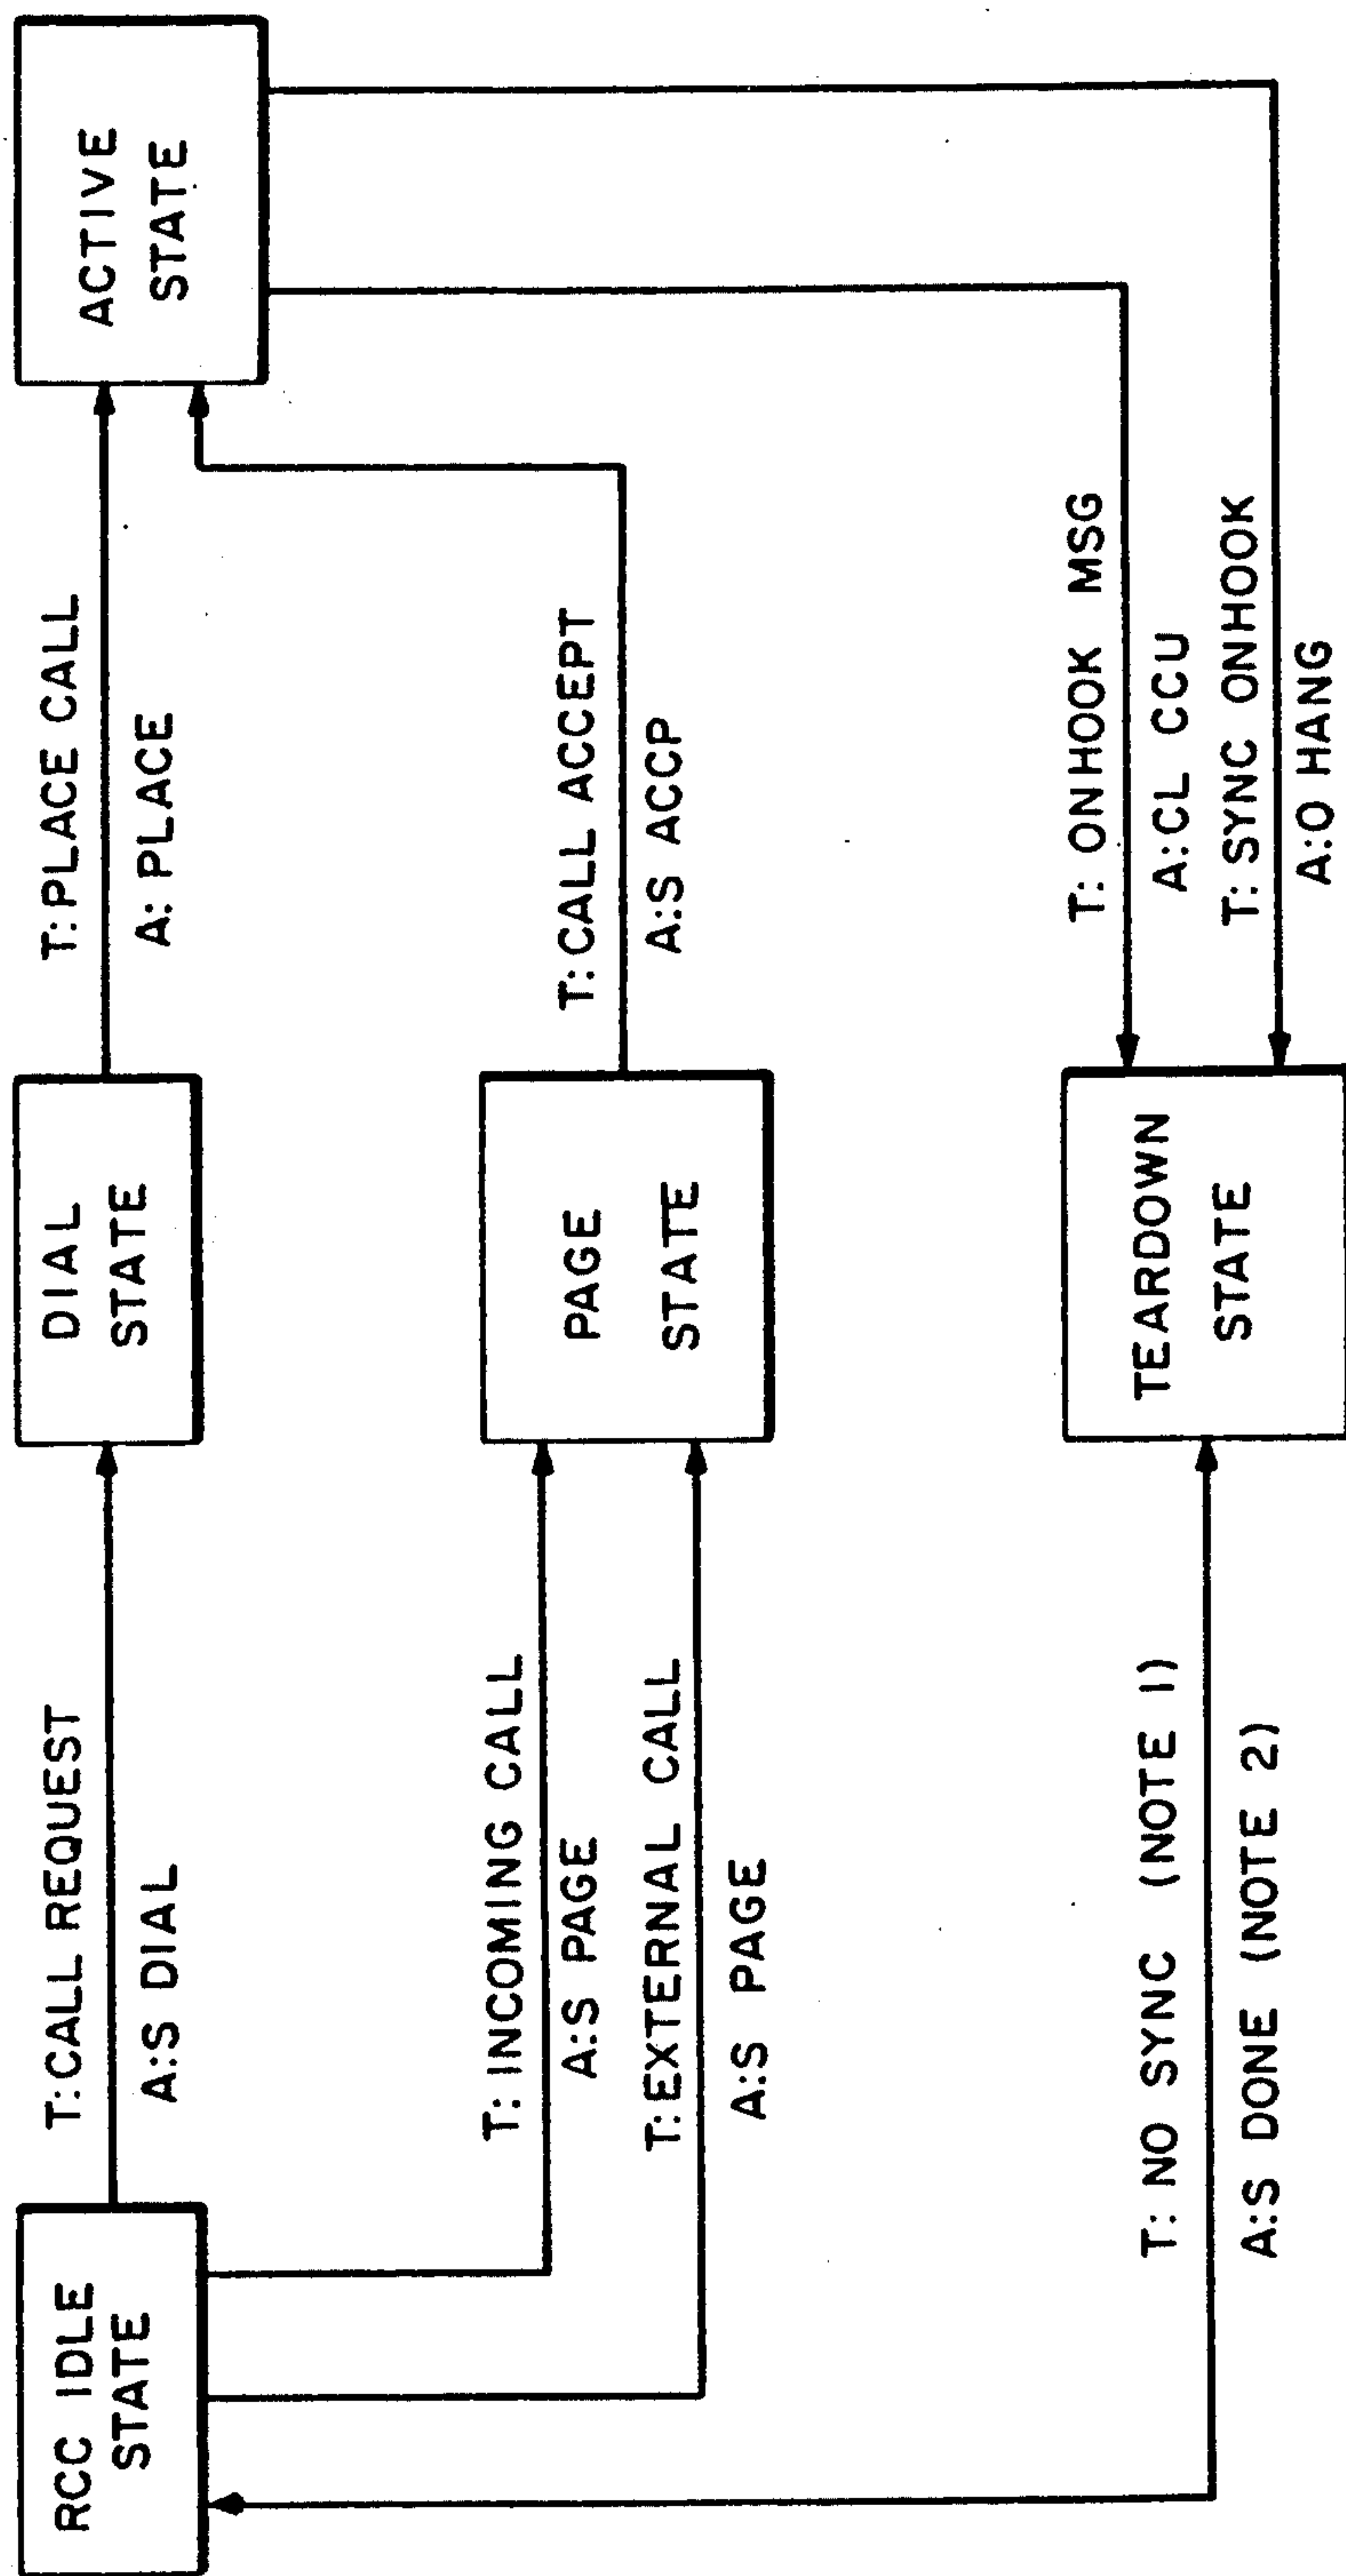 RCC IDLE
STATE
T:CALL REQUEST
A:S DIAL
DIAL
STATE
T:PLACE CALL
A: PLACE
ACTIVE
STATE
T: INCOMING CALL
A:S PAGE
T:EXTERNAL CALL
A:S PAGE
PAGE
STATE
T:CALL ACCEPT
A:S ACCP
T: NO SYNC (NOTE 1)
A:S DONE (NOTE 2)
TEARDOWN
STATE
T: ONHOOK MSG
A:CL CCU
T: SYNC ONHOOK
A:O HANG